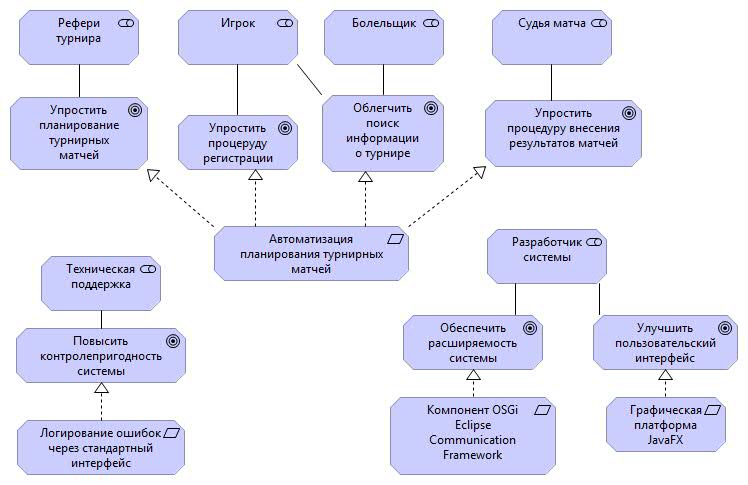 Рефери
турнира
Игрок
Болельщик
Судья матча
Упростить
планирование
турнирных
матчей
Упростить
процеруду
регистрации
Облегчить
поиск
информации
о турнире
Упростить
процедуру внесения
результатов матчей
Автоматизация
планирования турнирных
матчей
Разработчик
системы
Техническая
поддержка
Повысить
контролепригодность
системы
Обеспечить
расширяемость
системы
Улучшить
пользовательский
интерфейс
Логирование ошибок
через стандартный
интерфейс
Компонент OSGi
Eclipse
Communication
Framework
Графическая
платформа
JavaFX